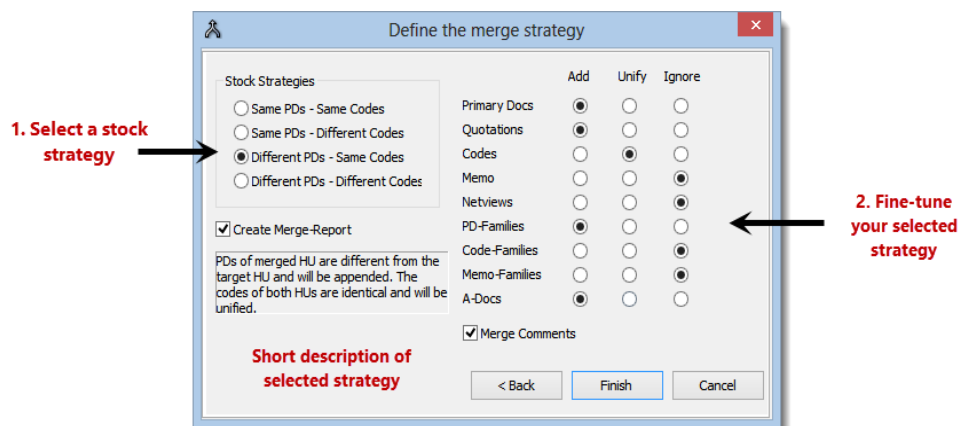 Define the merge strategy
Stock Strategies
Same PDs - Same Codes
Same PDs - Different Codes
Different PDs - Same Codes
Different PDs - Different Codes
Create Merge-Report
PDs of merged HU are different from the
target HU and will be appended. The
codes of both HUs are identical and will be
unified.
Add Unify Ignore
Primary Docs
Quotations
Codes
Memo
Netviews
PD-Families
Code-Families
Memo-Families
A-Docs
Merge Comments
< Back Finish Cancel
1. Select a stock
strategy
2. Fine-tune
your selected
strategy
Short description of
selected strategy